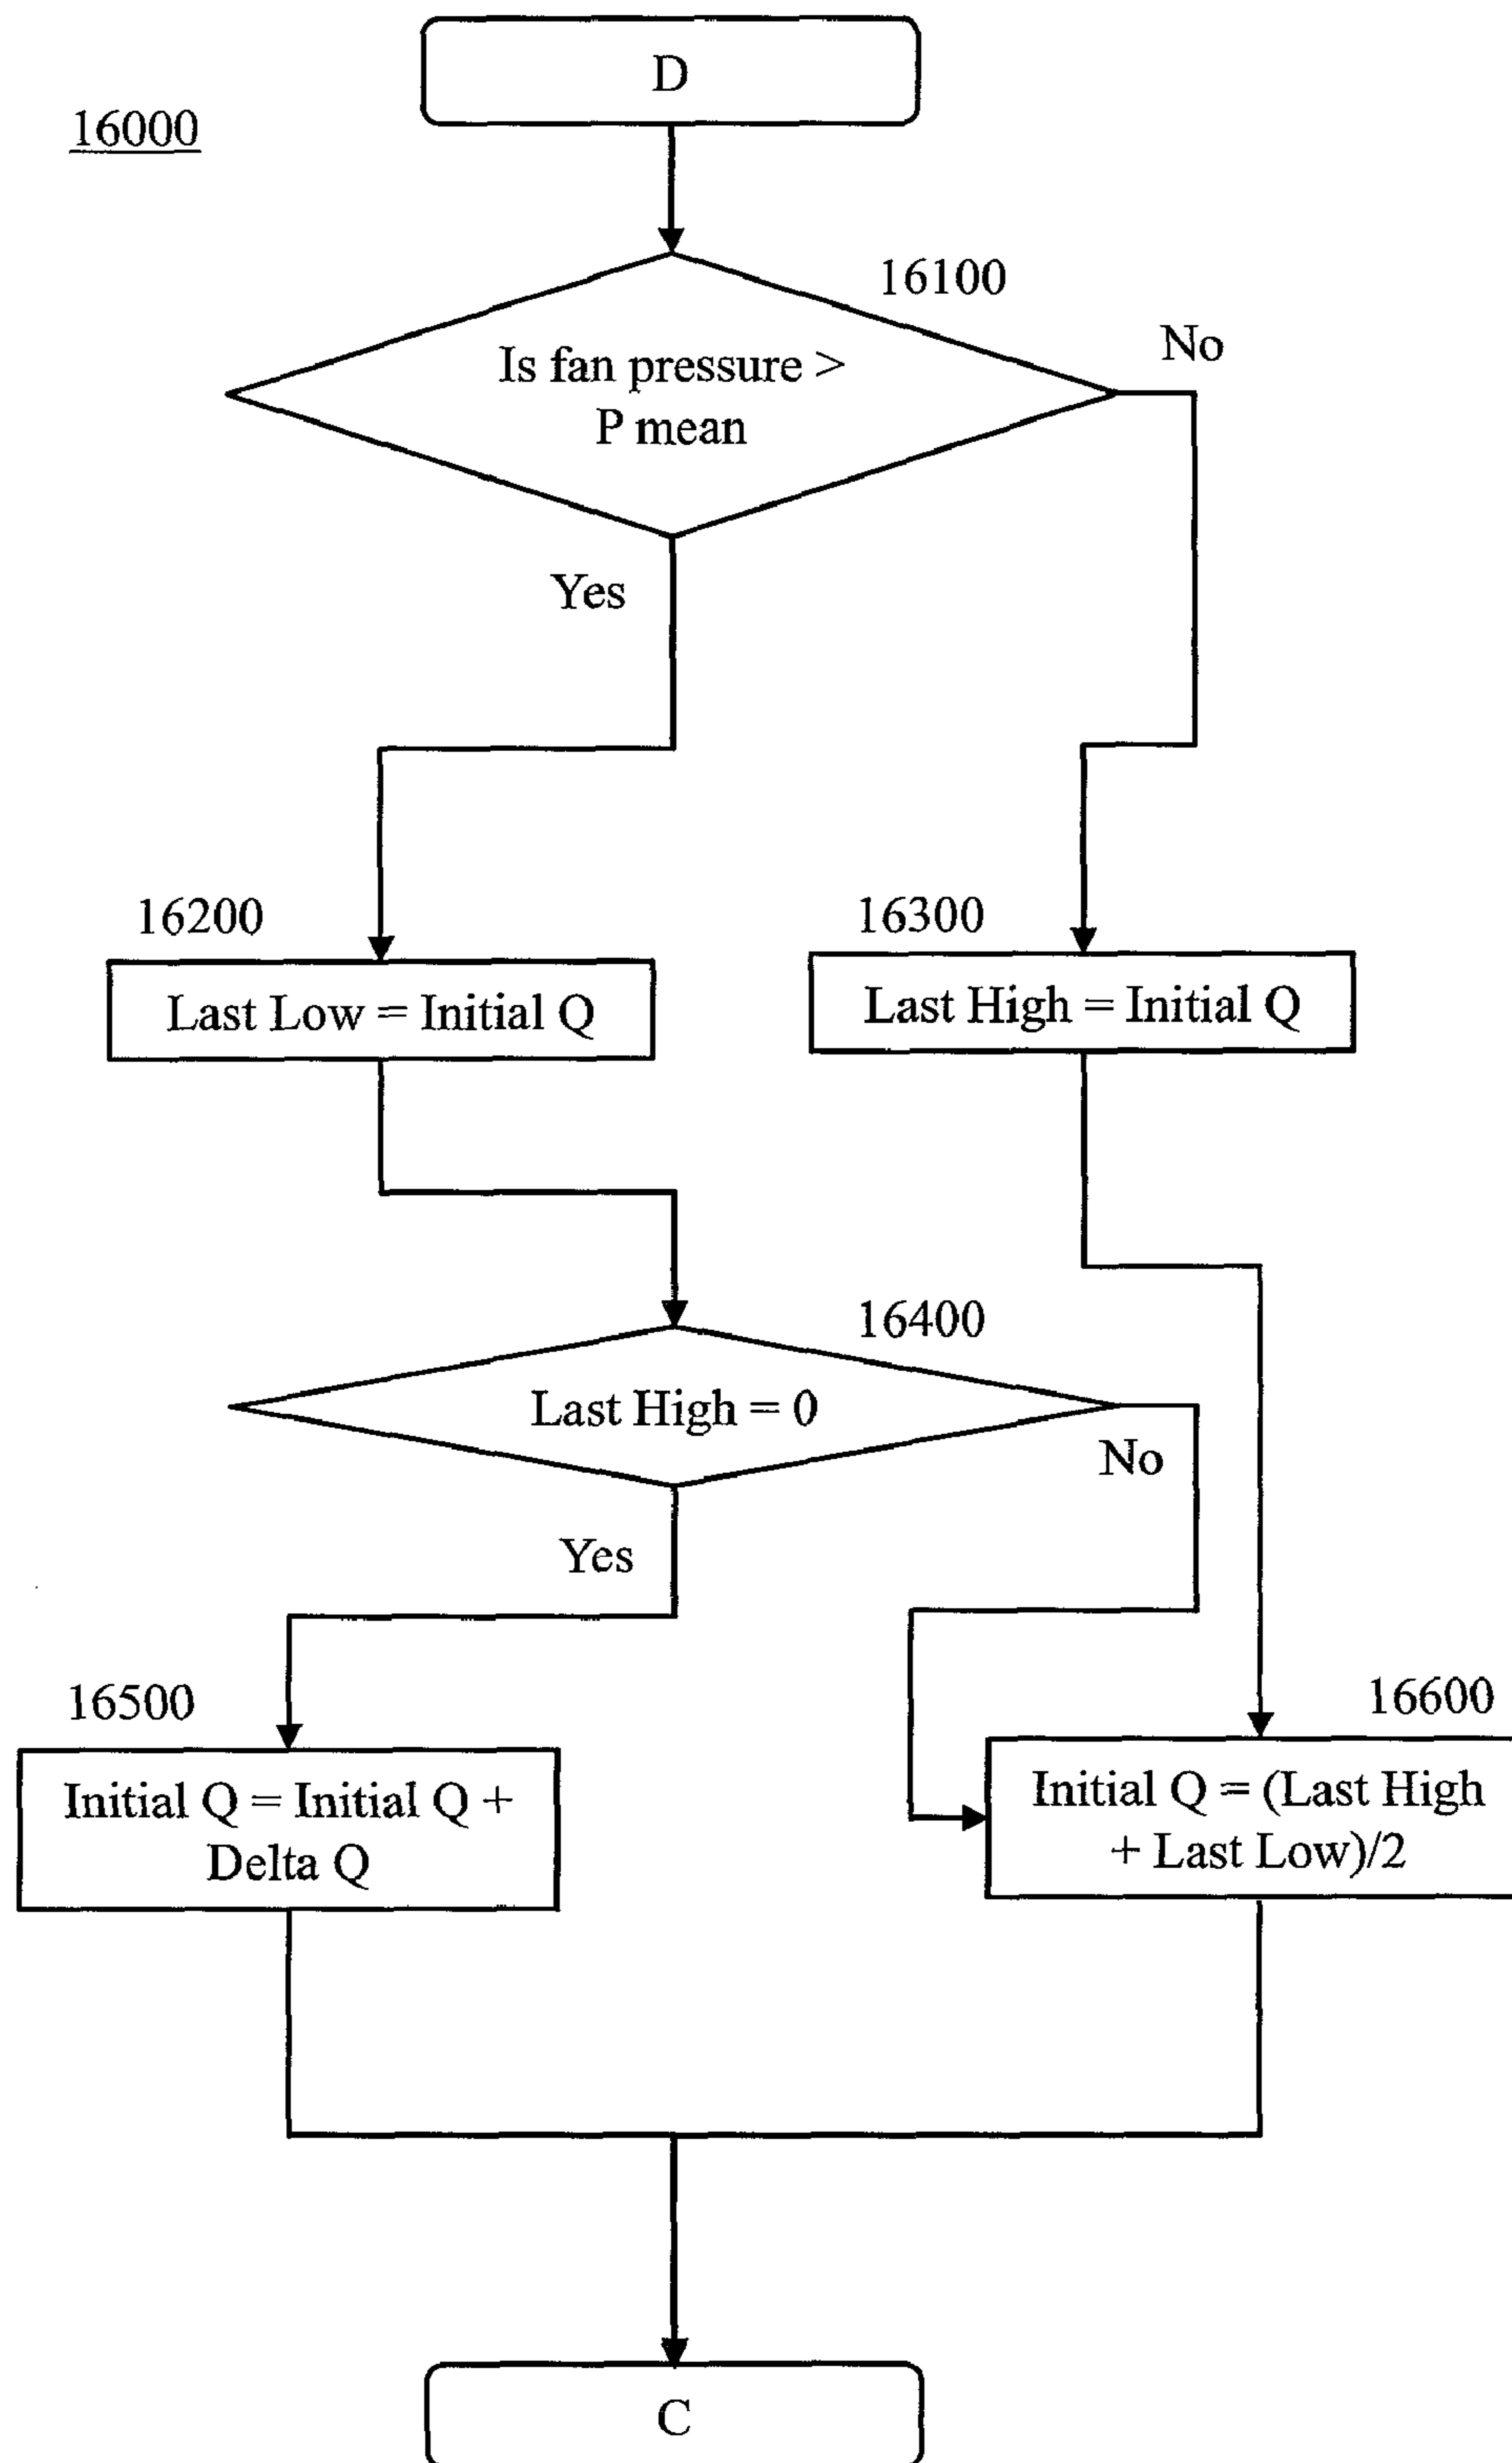 D
16000
16100
Is fan pressure >
P mean
No
Yes
16200
Last Low = Initial Q
16300
Last High = Initial Q
16400
Last High = 0
No
Yes
16500
Initial Q = Initial Q +
Delta Q
16600
Initial Q = (Last High
+ Last Low)/2
C